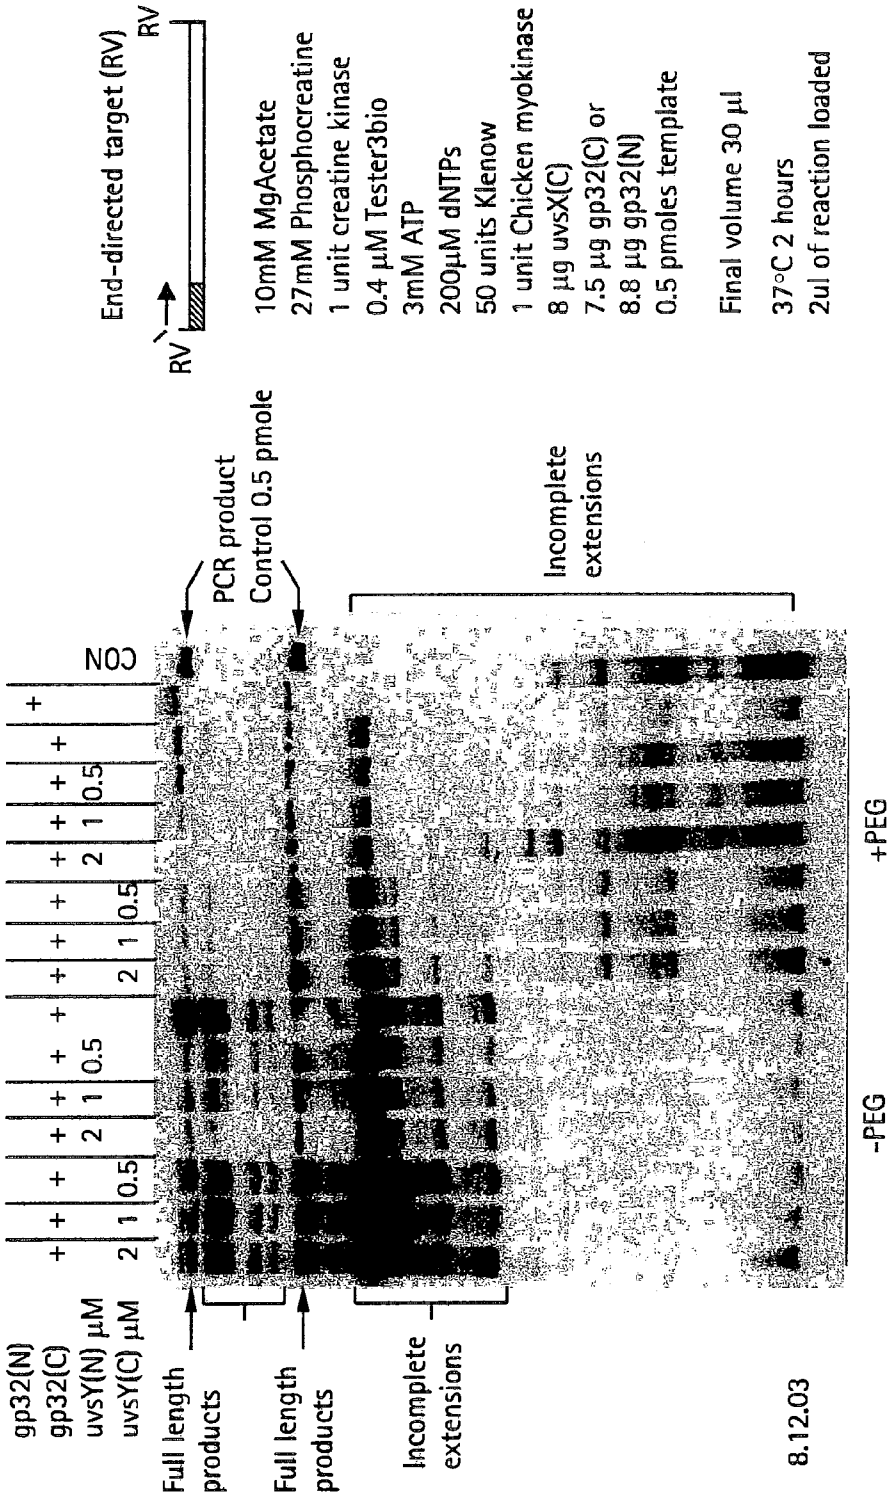 gp32(N) +
gp32(C) + + + + + + + + + + + + + +
uvsY(N) μM 2 1 0.5 2 1 0.5
uvsY(C) μM 2 1 0.5 2 1 0.5
CON
Full length
products
Full length
products
Incomplete
extensions
8.12.03
-PEG
+PEG
PCR product
Control 0.5 pmole
Incomplete
extensions
End-directed target (RV)
RV
RV
10mM MgAcetate
27mM Phosphocreatine
1 unit creatine kinase
0.4 μM Tester3bio
3mM ATP
200μM dNTPs
50 units Klenow
1 unit Chicken myokinase
8 μg uvsX(C)
7.5 μg gp32(C) or
8.8 μg gp32(N)
0.5 pmoles template
Final volume 30 μl
37°C 2 hours
2ul of reaction loaded